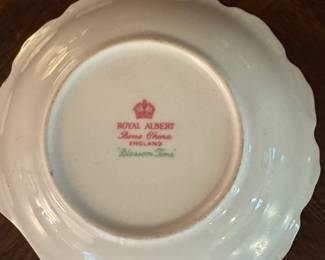 ROYAL ALBERT
Bone China
ENGLAND
"Blossom Time"